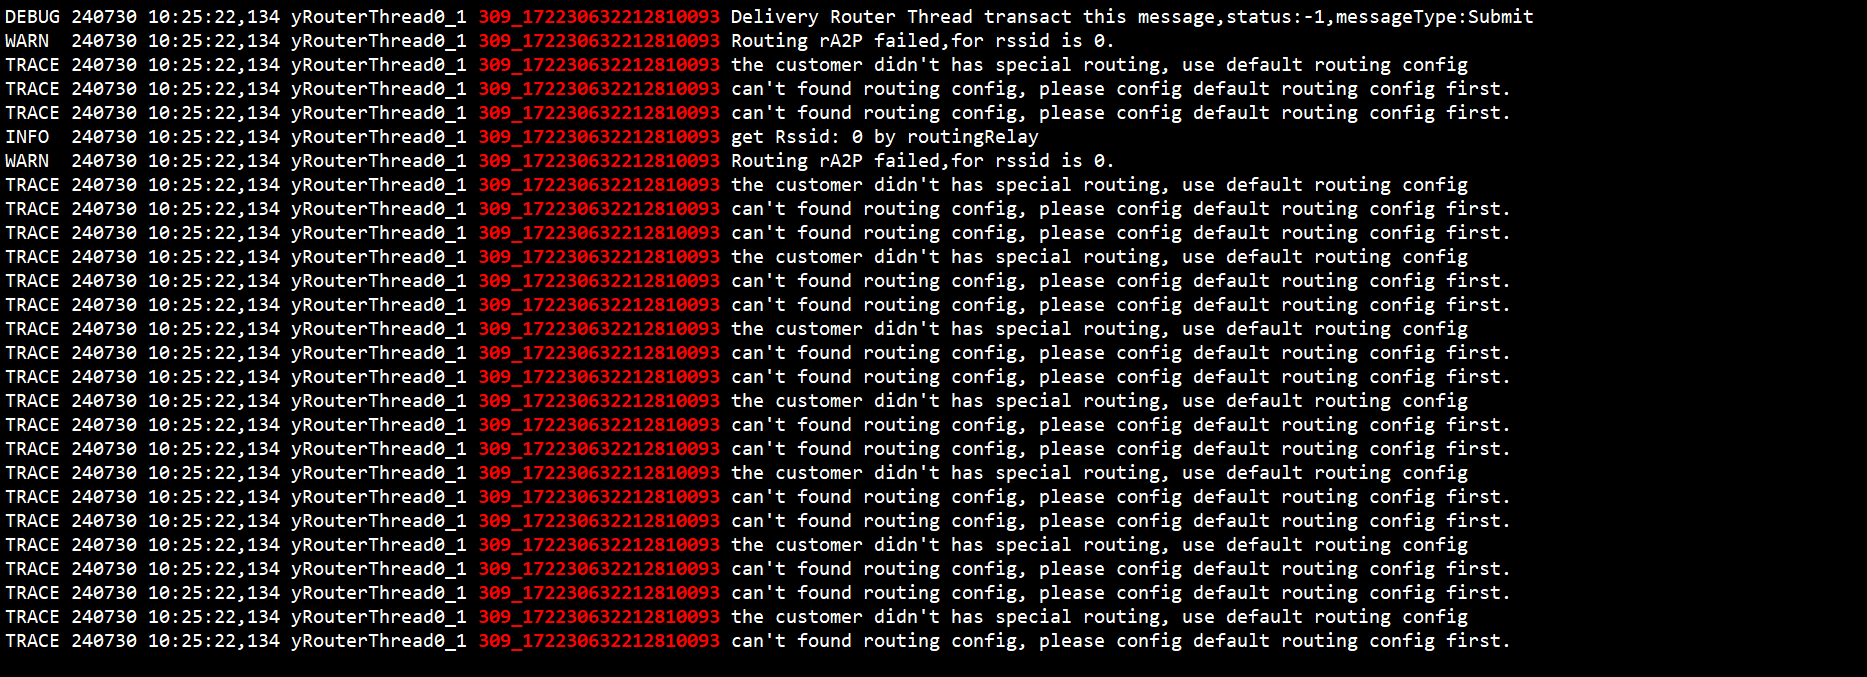 DEBUG 240730 10:25:22,134 yRouterThread0_1 309_172230632212810093 Delivery Router Thread transact this message,status:-1,messageType:Submit
WARN  240730 10:25:22,134 yRouterThread0_1 309_172230632212810093 Routing rA2P failed,for rssid is 0.
TRACE 240730 10:25:22,134 yRouterThread0_1 309_172230632212810093 the customer didn't has special routing, use default routing config
TRACE 240730 10:25:22,134 yRouterThread0_1 309_172230632212810093 can't found routing config, please config default routing config first.
TRACE 240730 10:25:22,134 yRouterThread0_1 309_172230632212810093 can't found routing config, please config default routing config first.
INFO  240730 10:25:22,134 yRouterThread0_1 309_172230632212810093 get Rssid: 0 by routingRelay
WARN  240730 10:25:22,134 yRouterThread0_1 309_172230632212810093 Routing rA2P failed,for rssid is 0.
TRACE 240730 10:25:22,134 yRouterThread0_1 309_172230632212810093 the customer didn't has special routing, use default routing config
TRACE 240730 10:25:22,134 yRouterThread0_1 309_172230632212810093 can't found routing config, please config default routing config first.
TRACE 240730 10:25:22,134 yRouterThread0_1 309_172230632212810093 can't found routing config, please config default routing config first.
TRACE 240730 10:25:22,134 yRouterThread0_1 309_172230632212810093 the customer didn't has special routing, use default routing config
TRACE 240730 10:25:22,134 yRouterThread0_1 309_172230632212810093 can't found routing config, please config default routing config first.
TRACE 240730 10:25:22,134 yRouterThread0_1 309_172230632212810093 can't found routing config, please config default routing config first.
TRACE 240730 10:25:22,134 yRouterThread0_1 309_172230632212810093 the customer didn't has special routing, use default routing config
TRACE 240730 10:25:22,134 yRouterThread0_1 309_172230632212810093 can't found routing config, please config default routing config first.
TRACE 240730 10:25:22,134 yRouterThread0_1 309_172230632212810093 can't found routing config, please config default routing config first.
TRACE 240730 10:25:22,134 yRouterThread0_1 309_172230632212810093 the customer didn't has special routing, use default routing config
TRACE 240730 10:25:22,134 yRouterThread0_1 309_172230632212810093 can't found routing config, please config default routing config first.
TRACE 240730 10:25:22,134 yRouterThread0_1 309_172230632212810093 can't found routing config, please config default routing config first.
TRACE 240730 10:25:22,134 yRouterThread0_1 309_172230632212810093 the customer didn't has special routing, use default routing config
TRACE 240730 10:25:22,134 yRouterThread0_1 309_172230632212810093 can't found routing config, please config default routing config first.
TRACE 240730 10:25:22,134 yRouterThread0_1 309_172230632212810093 can't found routing config, please config default routing config first.
TRACE 240730 10:25:22,134 yRouterThread0_1 309_172230632212810093 the customer didn't has special routing, use default routing config
TRACE 240730 10:25:22,134 yRouterThread0_1 309_172230632212810093 can't found routing config, please config default routing config first.
TRACE 240730 10:25:22,134 yRouterThread0_1 309_172230632212810093 can't found routing config, please config default routing config first.
TRACE 240730 10:25:22,134 yRouterThread0_1 309_172230632212810093 the customer didn't has special routing, use default routing config
TRACE 240730 10:25:22,134 yRouterThread0_1 309_172230632212810093 can't found routing config, please config default routing config first.